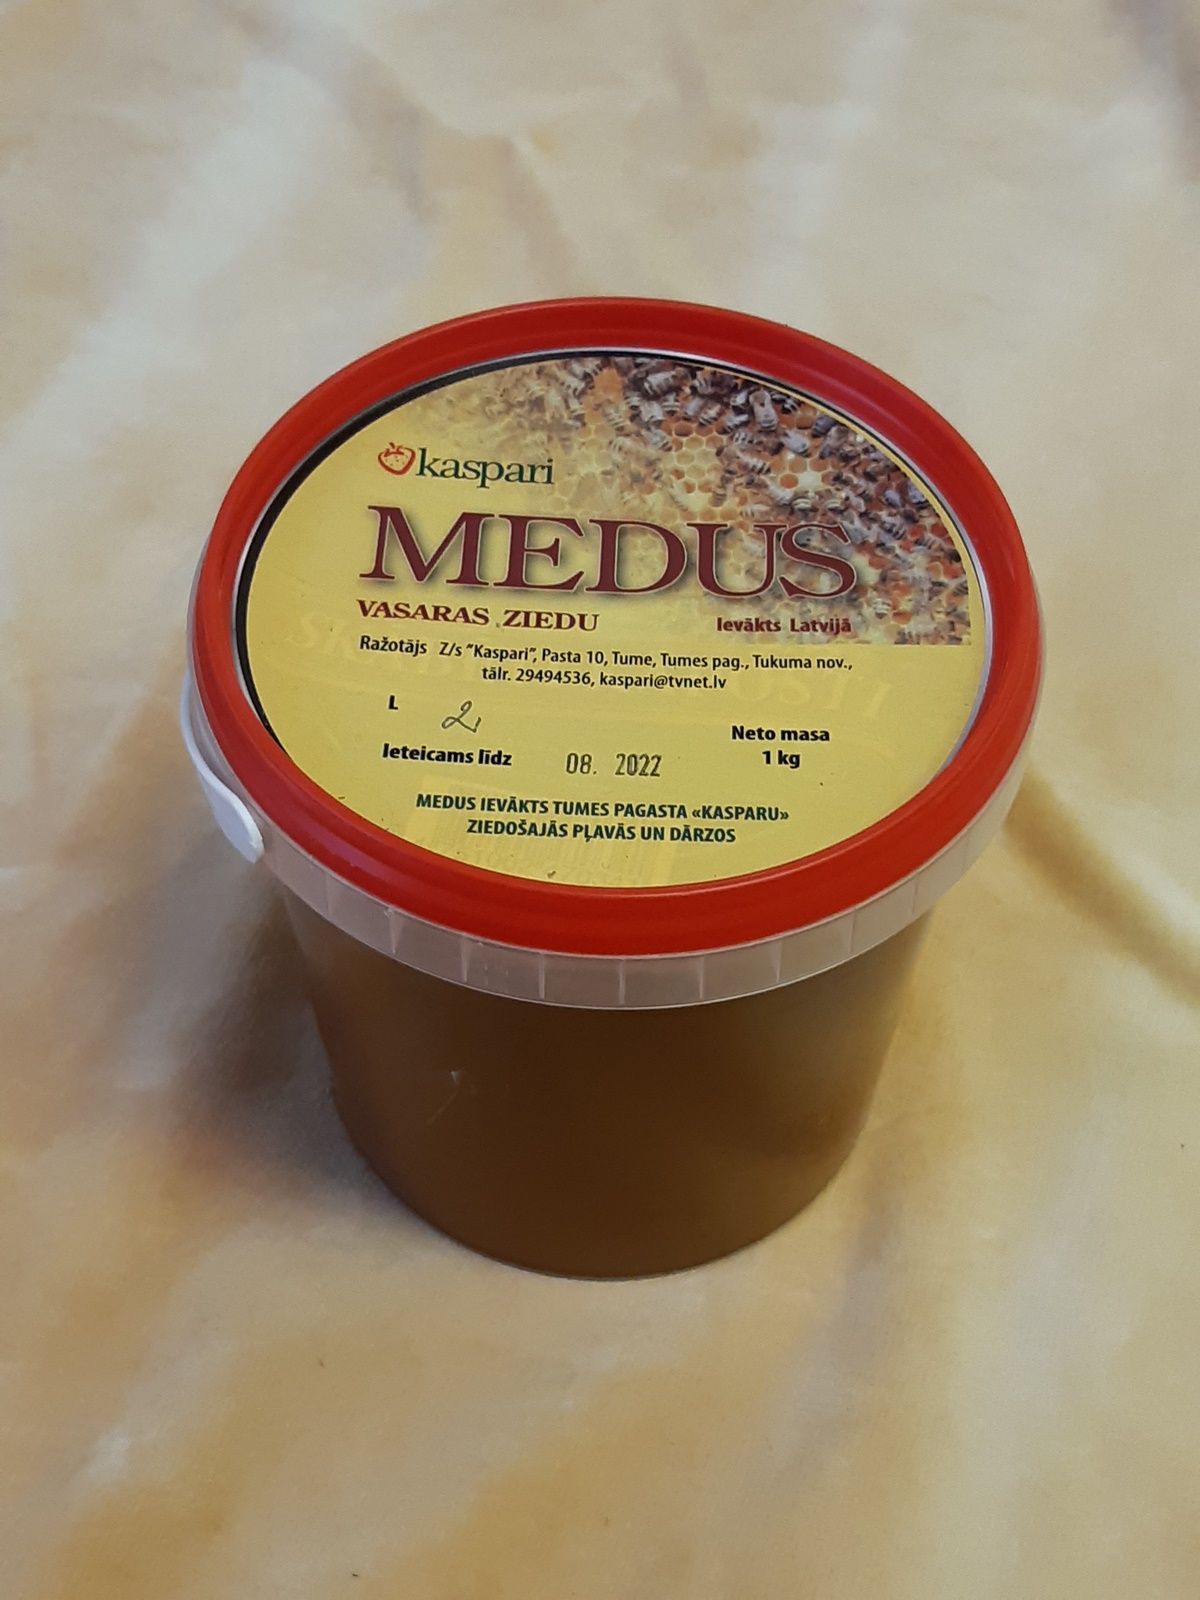 kaspari
MEDUS
VASARAS ZIEDU
Ievākts Latvijā
Ražotājs Z/s "Kaspari", Pasta 10, Tume, Tumes pag., Tukuma nov.,
tālr. 29494536, kaspari@tvnet.lv
L 2,
Neto masa
1 kg
Ieteicams līdz 08. 2022
MEDUS IEVĀKTS TUMES PAGASTA «KASPARU»
ZIEDOŠAJĀS PĻAVĀS UN DĀRZOS